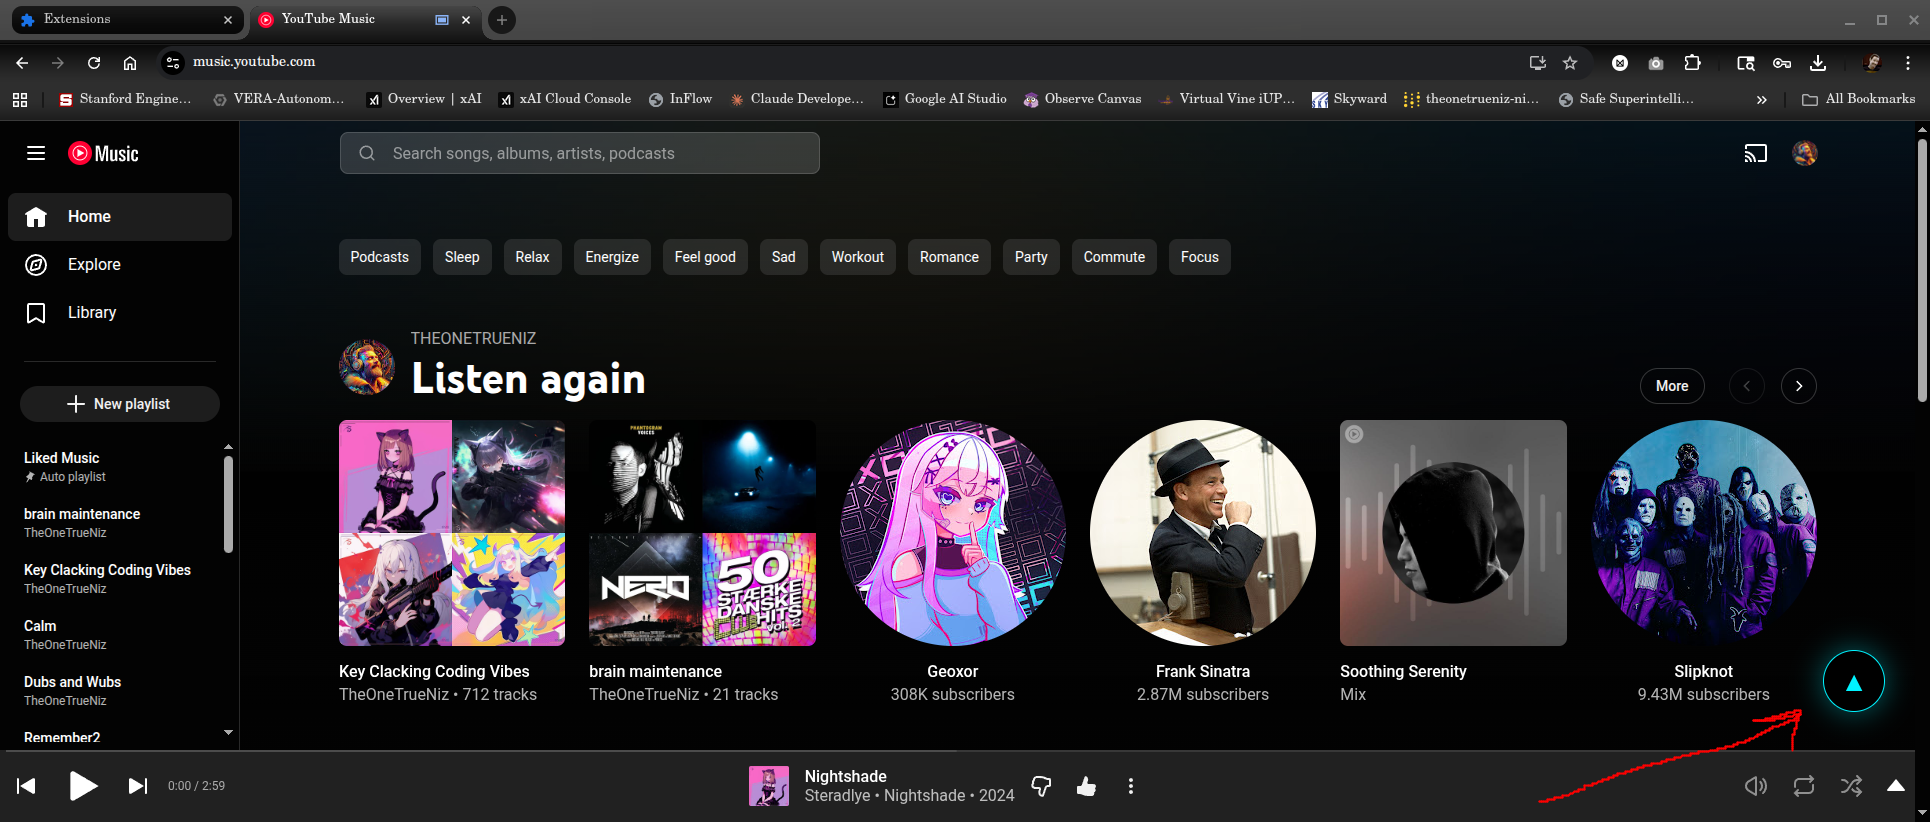 Extensions
YouTube Music
music.youtube.com
Stanford Engine...
VERA-Autonom...
Overview | xAI
xAI Cloud Console
InFlow
Claude Develope...
Google AI Studio
Observe Canvas
Virtual Vine iUP...
Skyward
theonetrueniz-ni...
Safe Superintelli...
All Bookmarks
Music
Search songs, albums, artists, podcasts
Home
Explore
Library
New playlist
Liked Music
Auto playlist
brain maintenance
TheOneTrueNiz
Key Clacking Coding Vibes
TheOneTrueNiz
Calm
TheOneTrueNiz
Dubs and Wubs
TheOneTrueNiz
Remember2
Podcasts
Sleep
Relax
Energize
Feel good
Sad
Workout
Romance
Party
Commute
Focus
THEONETRUENIZ
Listen again
More
PHANTOGRAM
VOICES
NERO
50
STÆRKE
DANSKE
CLUB
HITS
VOL. 2
Key Clacking Coding Vibes
TheOneTrueNiz • 712 tracks
brain maintenance
TheOneTrueNiz • 21 tracks
Geoxor
308K subscribers
Frank Sinatra
2.87M subscribers
Soothing Serenity
Mix
Slipknot
9.43M subscribers
0:00 / 2:59
Nightshade
Steradlye • Nightshade • 2024